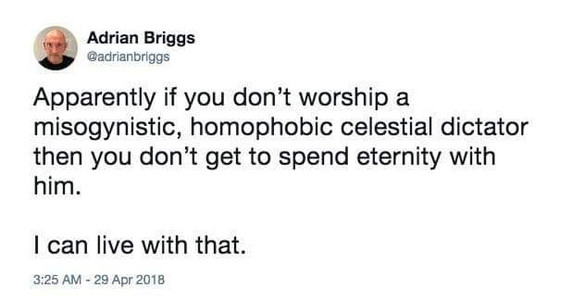 Adrian Briggs
@adrianbriggs
Apparently if you don’t worship a
misogynistic, homophobic celestial dictator
then you don’t get to spend eternity with
him.
I can live with that.
3:25 AM - 29 Apr 2018